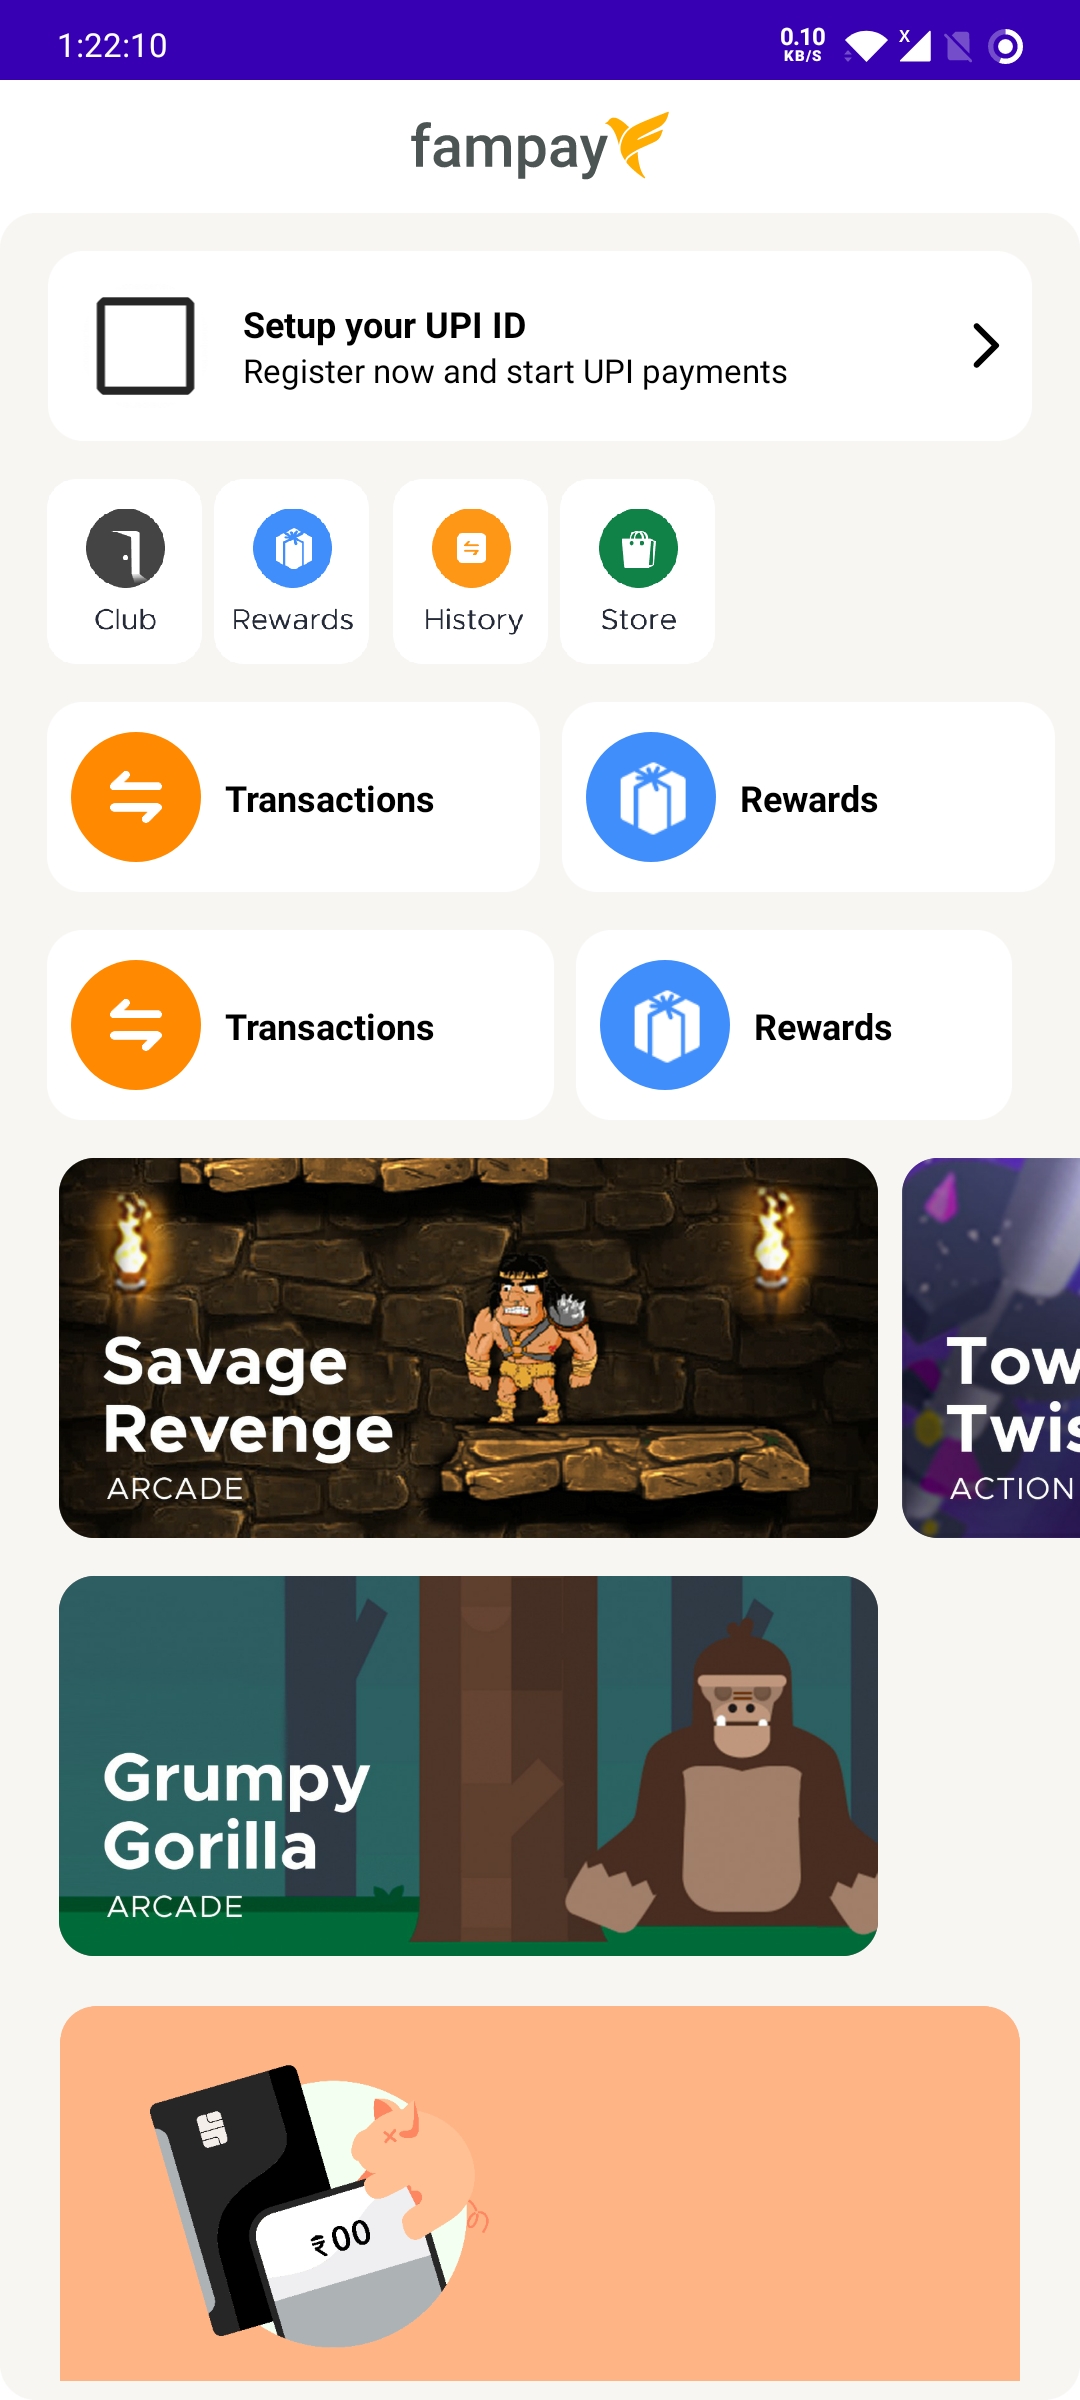 1:22:10
0.10
KB/S
X
fampay
Setup your UPI ID
Register now and start UPI payments
Club
Rewards
History
Store
Transactions
Rewards
Transactions
Rewards
Savage
Revenge
ARCADE
Tow
Twis
ACTION
Grumpy
Gorilla
ARCADE
₹00